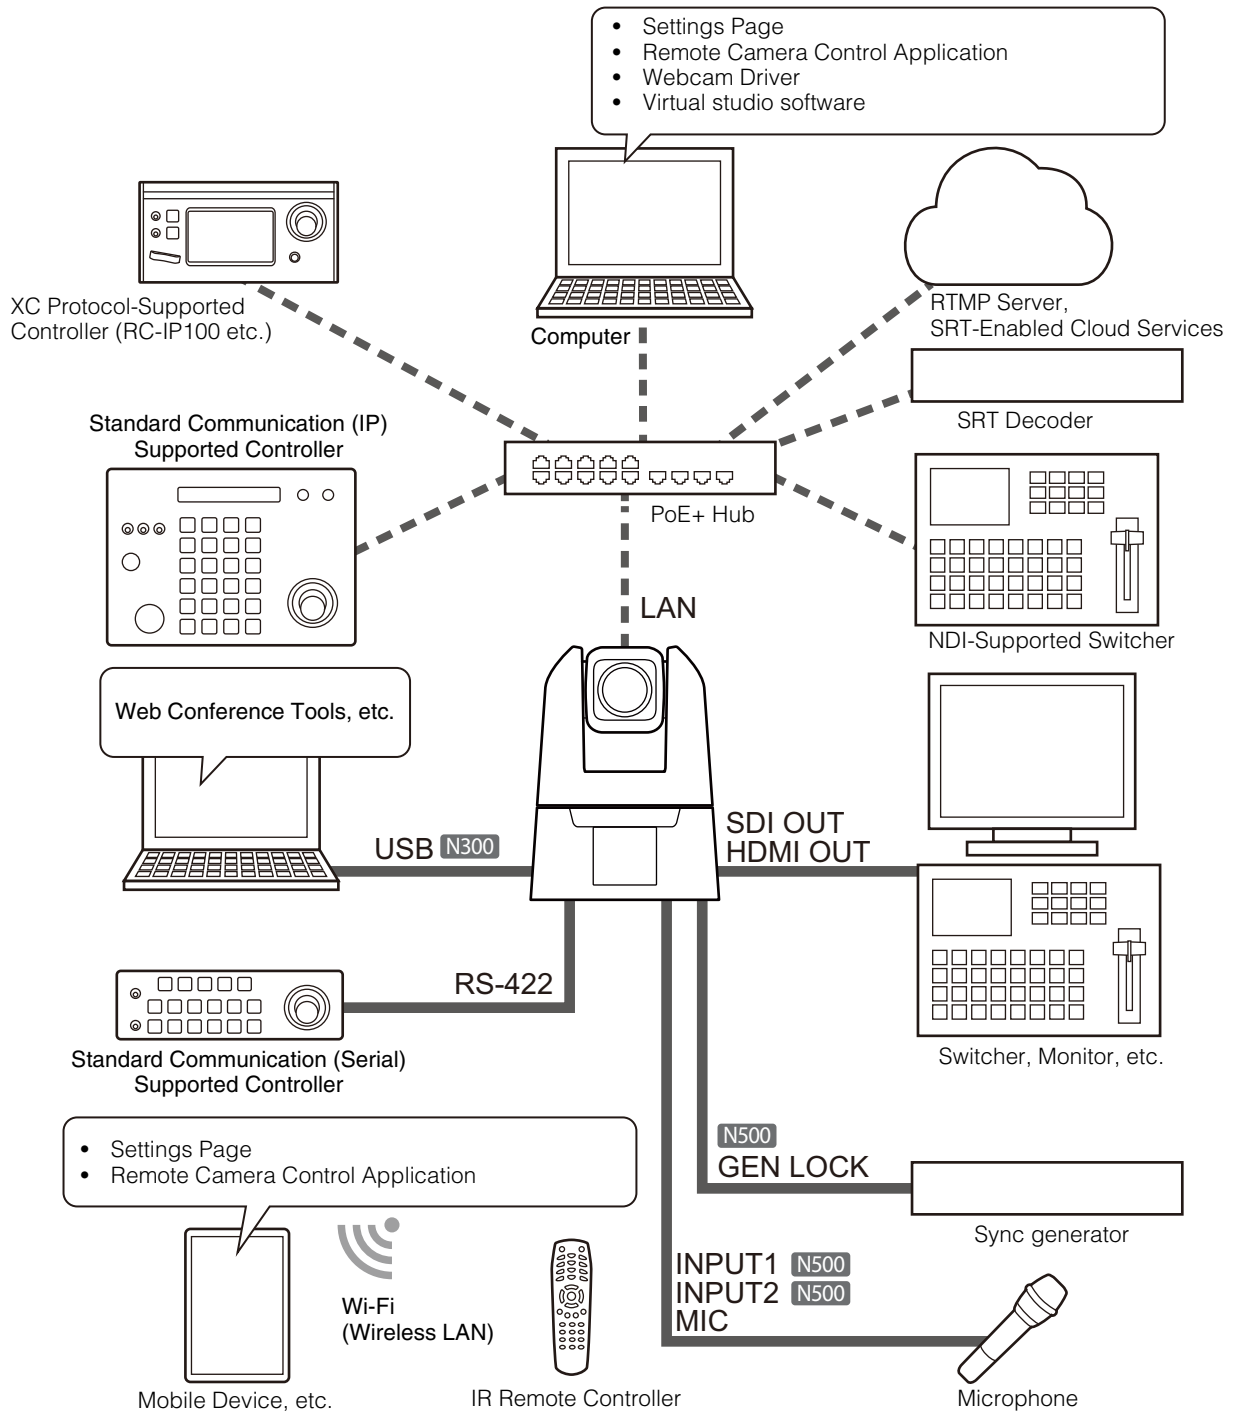 • Settings Page
• Remote Camera Control Application
• Webcam Driver
• Virtual studio software
XC Protocol-Supported
Controller (RC-IP100 etc.)
Computer
RTMP Server,
SRT-Enabled Cloud Services
SRT Decoder
Standard Communication (IP)
Supported Controller
PoE+ Hub
LAN
NDI-Supported Switcher
Web Conference Tools, etc.
USB N300
SDI OUT
HDMI OUT
RS-422
Standard Communication (Serial)
Supported Controller
Switcher, Monitor, etc.
• Settings Page
• Remote Camera Control Application
N500
GEN LOCK
Sync generator
Wi-Fi
(Wireless LAN)
INPUT1 N500
INPUT2 N500
MIC
Mobile Device, etc.
IR Remote Controller
Microphone